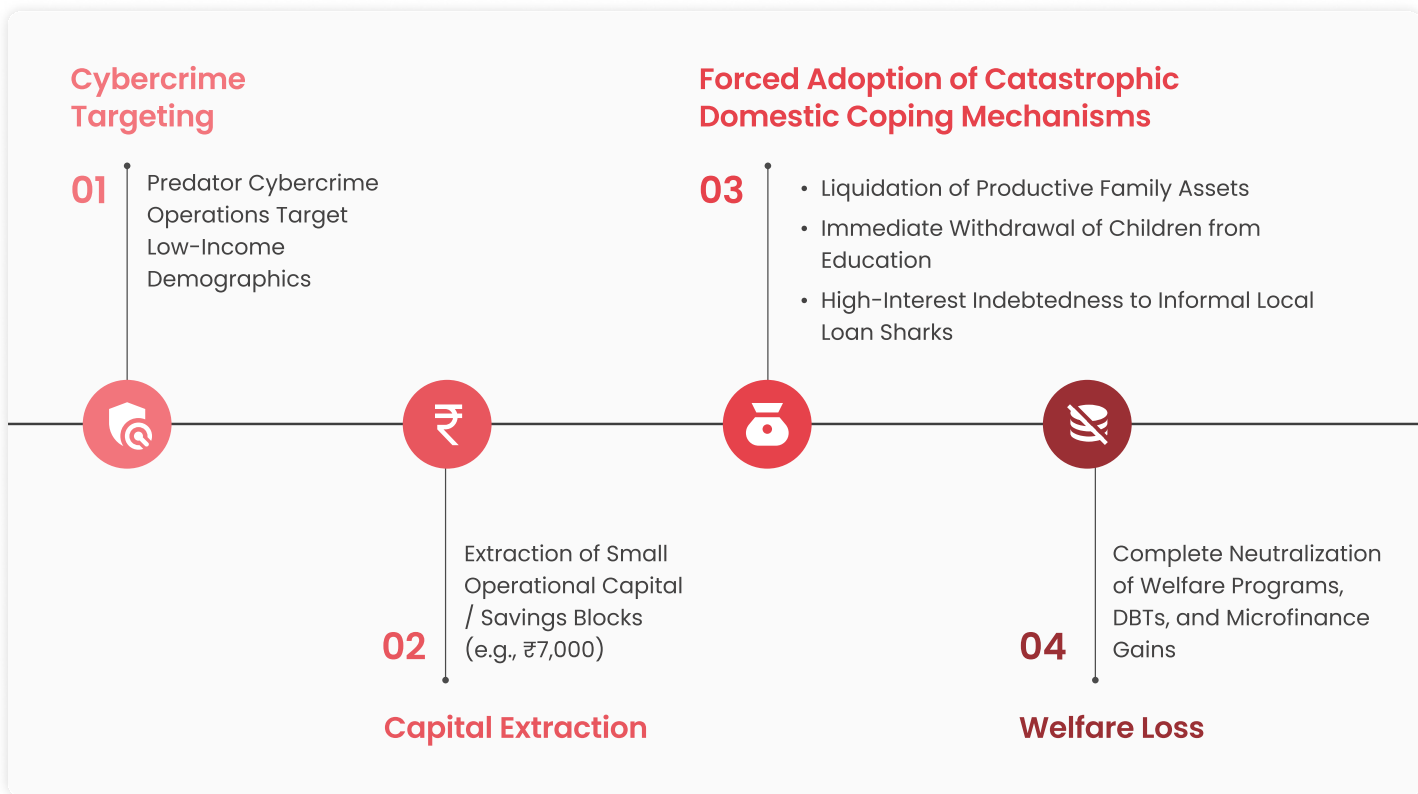 Cybercrime
Targeting
01
Predator Cybercrime
Operations Target
Low-Income
Demographics
₹
Extraction of Small
Operational Capital
/ Savings Blocks
(e.g., ₹7,000)
02
Capital Extraction
Forced Adoption of Catastrophic
Domestic Coping Mechanisms
03
• Liquidation of Productive Family Assets
• Immediate Withdrawal of Children from
Education
• High-Interest Indebtedness to Informal Local
Loan Sharks
Complete Neutralization
of Welfare Programs,
DBTs, and Microfinance
Gains
04
Welfare Loss